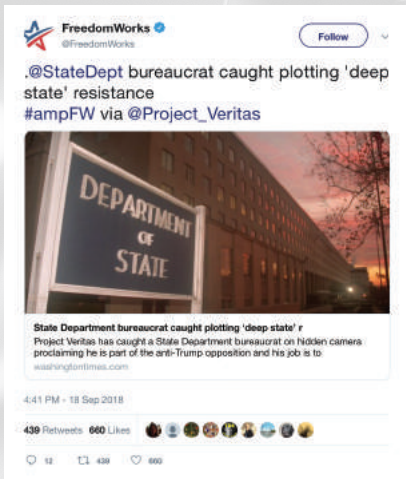 FreedomWorks
@FreedomWorks
Follow
.@StateDept bureaucrat caught plotting 'deep
state' resistance
#ampFW via @Project_Veritas
DEPARTMENT
OF
STATE
State Department bureaucrat caught plotting 'deep state' r
Project Veritas has caught a State Department bureaucrat on hidden camera
proclaiming he is part of the anti-Trump opposition and his job is to
washingtontimes.com
4:41 PM - 18 Sep 2018
439 Retweets 660 Likes
12 439 660